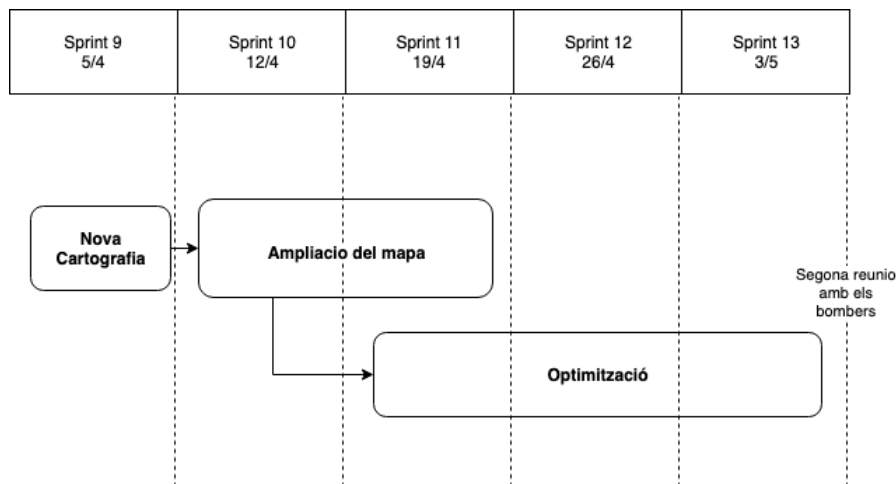 Sprint 9
5/4
Sprint 10
12/4
Sprint 11
19/4
Sprint 12
26/4
Sprint 13
3/5
Nova
Cartografia
Ampliacio del mapa
Segona reunio
amb els
bombers
Optimització